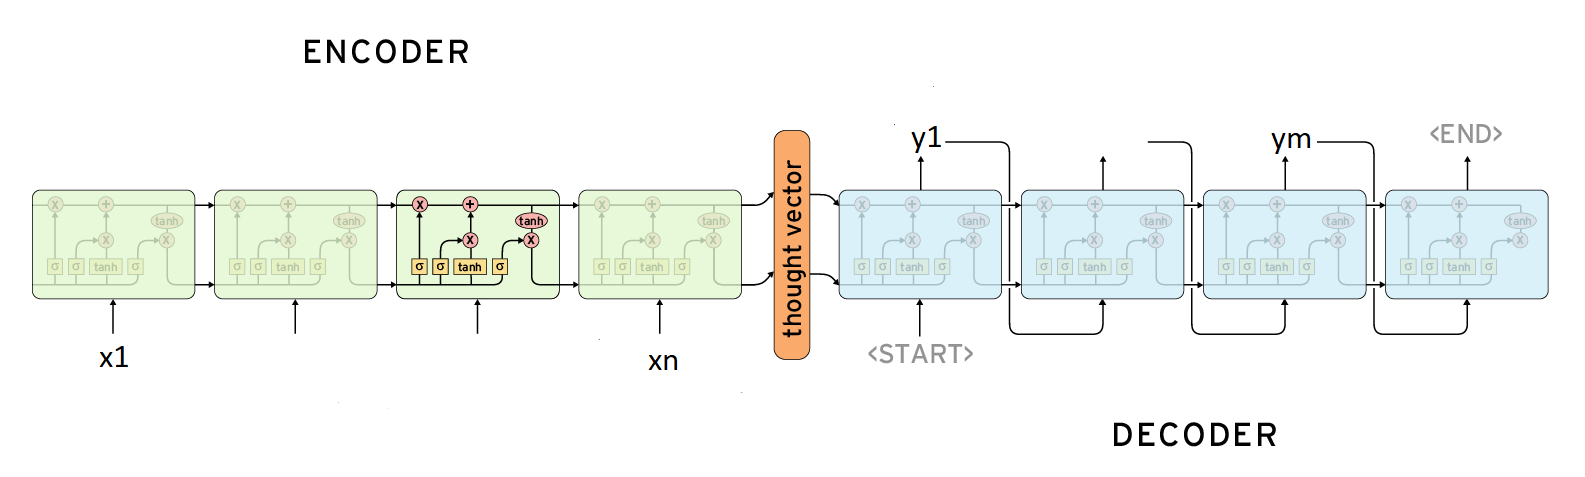 ENCODER
y1
ym
<END>
x
+
tanh
x
σ
σ
tanh
σ
x
+
tanh
x
σ
σ
tanh
σ
x
+
tanh
x
σ
σ
tanh
σ
x
+
tanh
x
σ
σ
tanh
σ
thought vector
x
+
tanh
x
x
σ
σ
tanh
σ
x
+
tanh
x
x
σ
σ
tanh
σ
x
+
tanh
x
x
σ
σ
tanh
σ
x
+
tanh
x
x
σ
σ
tanh
σ
x1
xn
<START>
DECODER